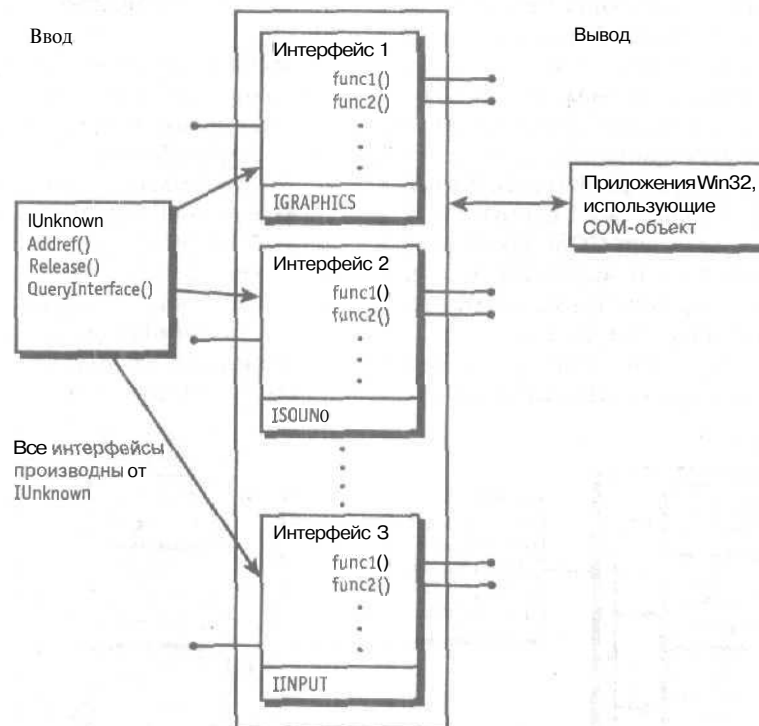 Ввод
Вывод
Интерфейс 1
func1()
func2()
IGRAPHICS
Приложения Win32,
использующие
COM-объект
IUnknown
Addref()
Release()
QueryInterface()
Интерфейс 2
func1()
func2()
ISOUN0
Все интерфейсы
производны от
IUnknown
Интерфейс 3
func1()
func2()
IINPUT